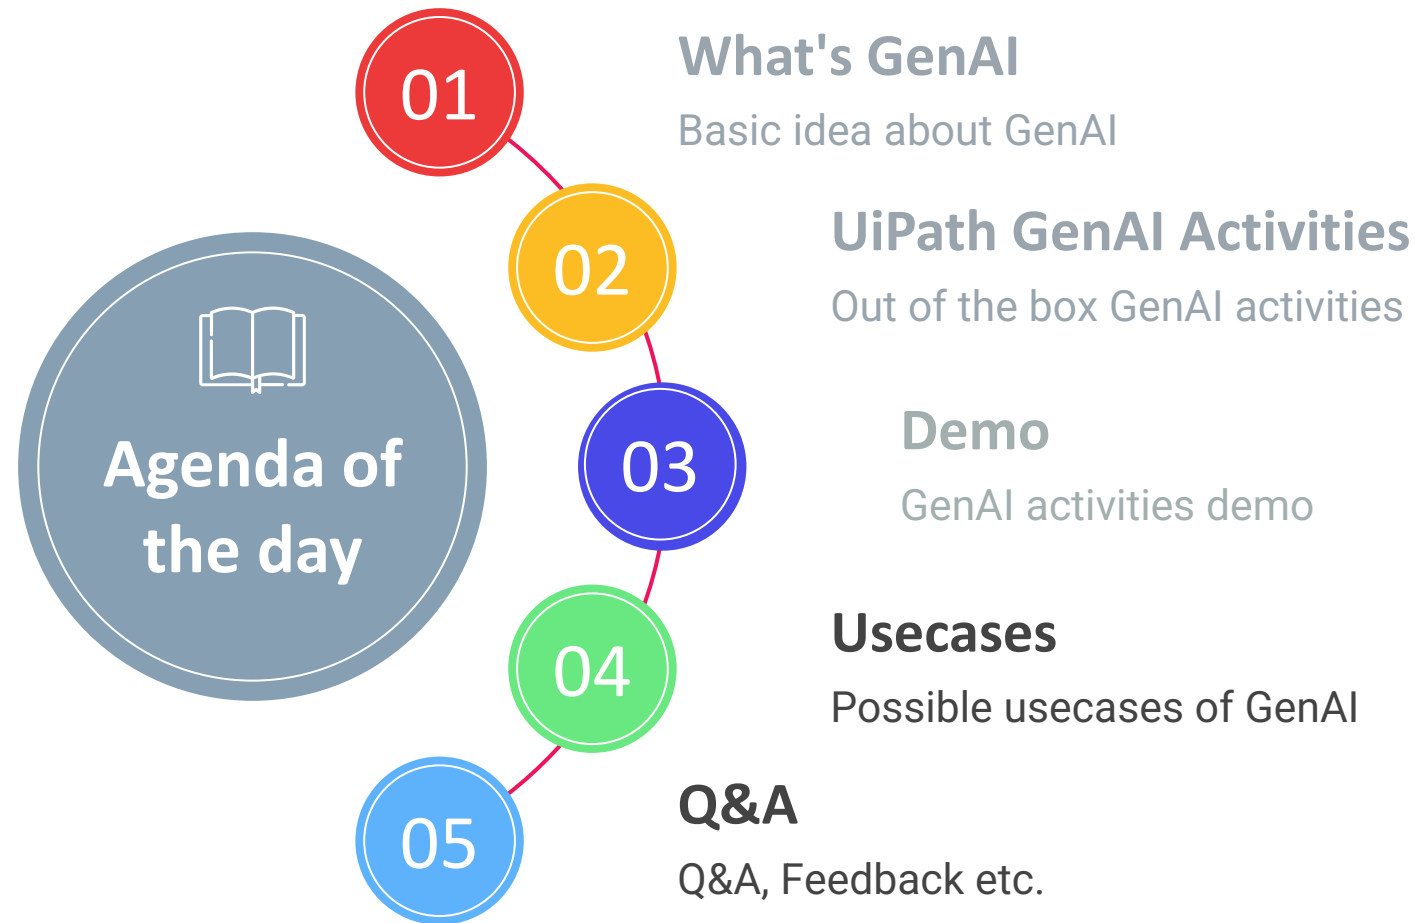 Agenda of
the day
01
What's GenAI
Basic idea about GenAI
02
UiPath GenAI Activities
Out of the box GenAI activities
03
Demo
GenAI activities demo
04
Usecases
Possible usecases of GenAI
05
Q&A
Q&A, Feedback etc.